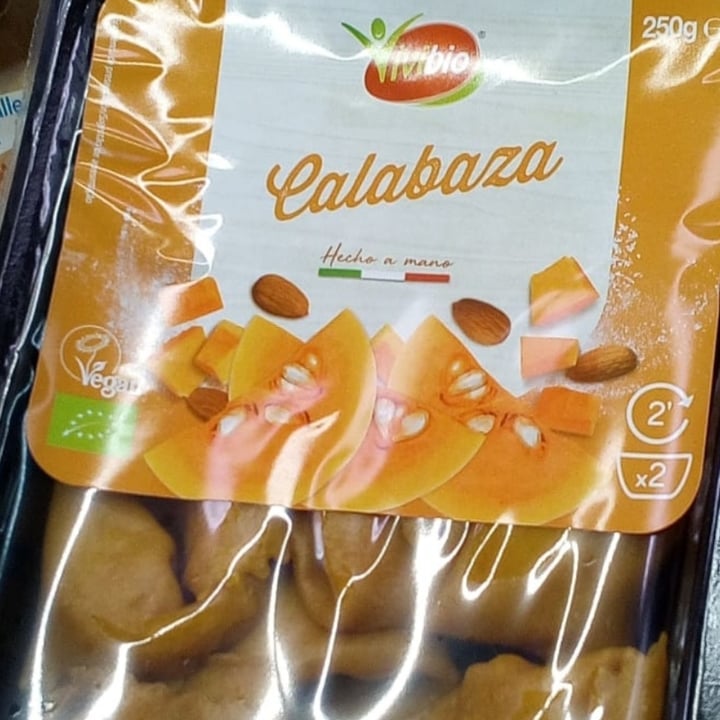 250g
Vivibio®
Calabaza
Hecho a mano
Vegan
2'
x2